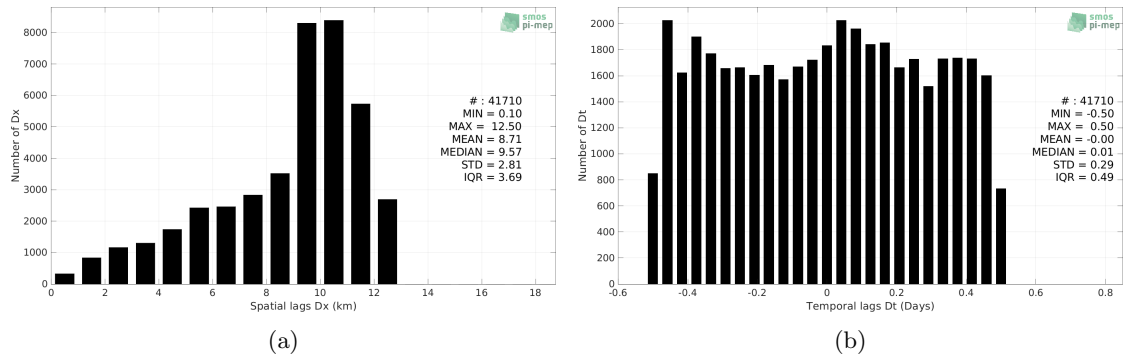 smos
pi-mep
8000
7000
6000
5000
4000
3000
2000
1000
0
Number of Dx
# : 41710
MIN = 0.10
MAX = 12.50
MEAN = 8.71
MEDIAN = 9.57
STD = 2.81
IQR = 3.69
0 2 4 6 8 10 12 14 16 18
Spatial lags Dx (km)
(a)
smos
pi-mep
2000
1800
1600
1400
1200
1000
800
600
400
200
0
Number of Dt
# : 41710
MIN = -0.50
MAX = 0.50
MEAN = -0.00
MEDIAN = 0.01
STD = 0.29
IQR = 0.49
-0.6 -0.4 -0.2 0 0.2 0.4 0.6 0.8
Temporal lags Dt (Days)
(b)